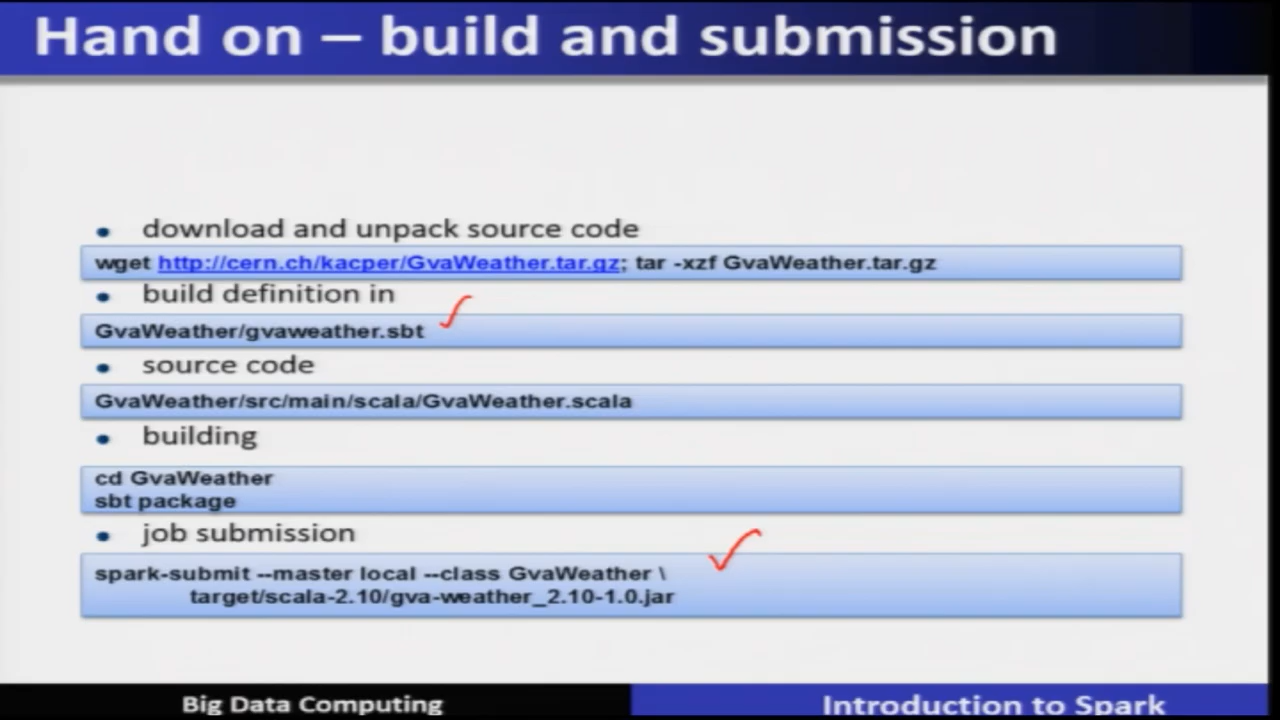 Hand on – build and submission
• download and unpack source code
wget http://cern.ch/kacper/GvaWeather.tar.gz; tar -xzf GvaWeather.tar.gz
• build definition in
GvaWeather/gvaweather.sbt
• source code
GvaWeather/src/main/scala/GvaWeather.scala
• building
cd GvaWeather
sbt package
• job submission
spark-submit --master local --class GvaWeather \
target/scala-2.10/gva-weather_2.10-1.0.jar
Big Data Computing
Introduction to Spark